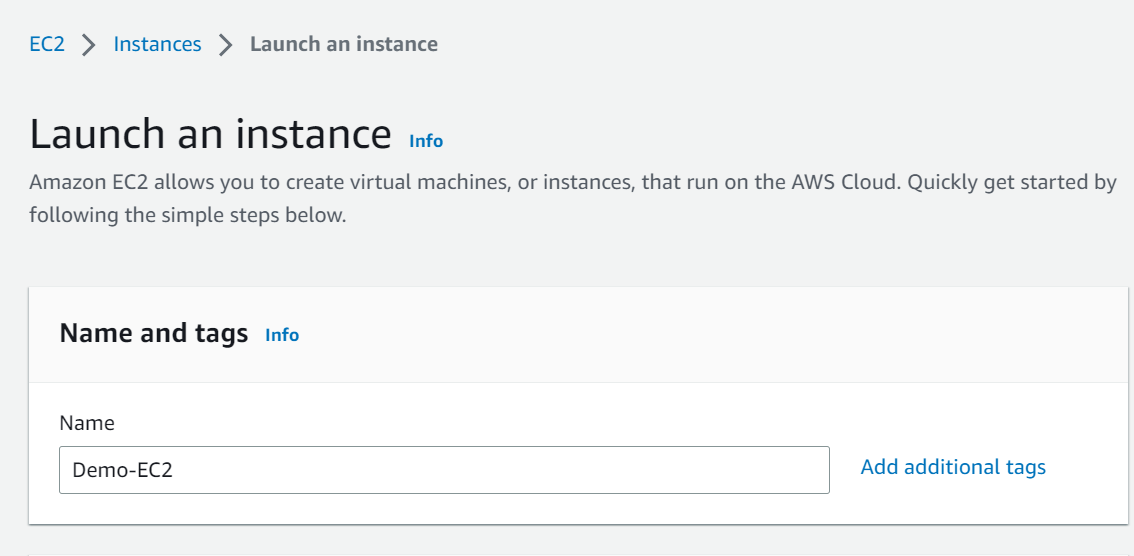 EC2 > Instances > Launch an instance
Launch an instance Info
Amazon EC2 allows you to create virtual machines, or instances, that run on the AWS Cloud. Quickly get started by
following the simple steps below.
Name and tags Info
Name
Demo-EC2 Add additional tags